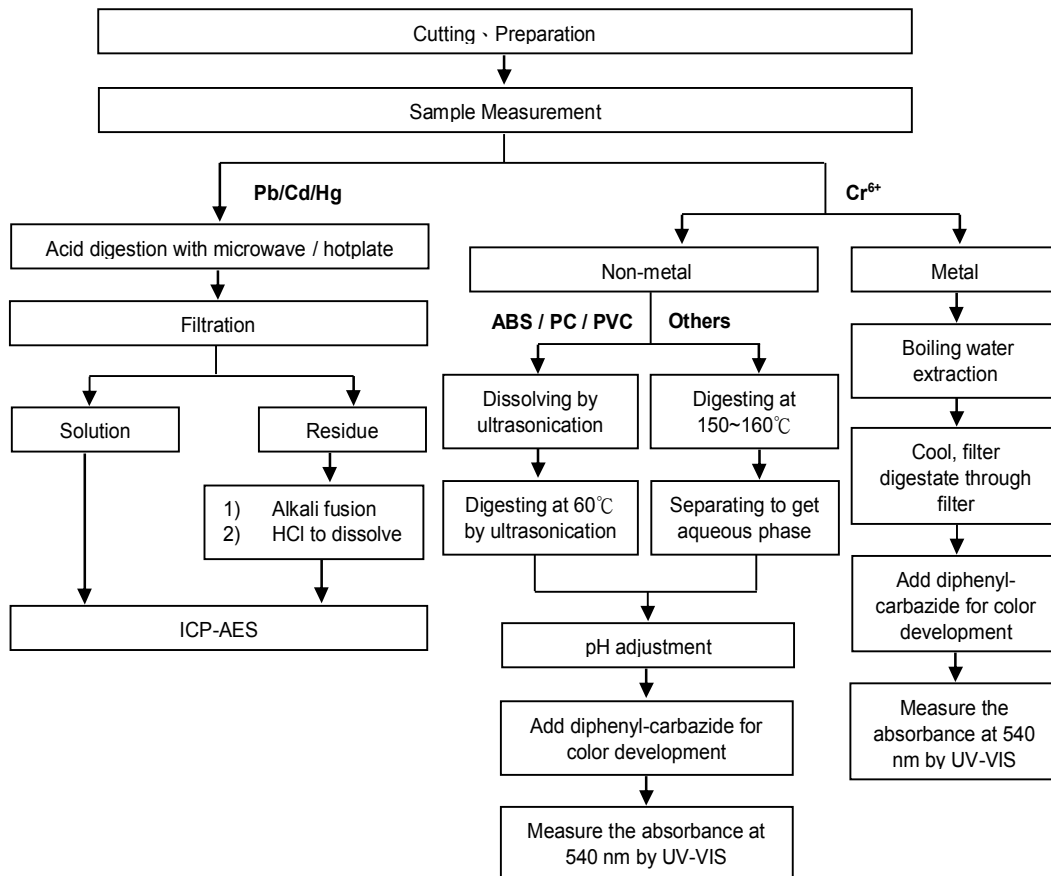 Cutting、Preparation
Sample Measurement
Pb/Cd/Hg
Cr⁶⁺
Acid digestion with microwave / hotplate
Filtration
Solution
Residue
1) Alkali fusion
2) HCl to dissolve
ICP-AES
Non-metal
Metal
ABS / PC / PVC
Others
Dissolving by
ultrasonication
Digesting at
150~160℃
Digesting at 60℃
by ultrasonication
Separating to get
aqueous phase
pH adjustment
Add diphenyl-carbazide for
color development
Measure the absorbance at
540 nm by UV-VIS
Boiling water
extraction
Cool, filter
digestate through
filter
Add diphenyl-
carbazide for color
development
Measure the
absorbance at 540
nm by UV-VIS